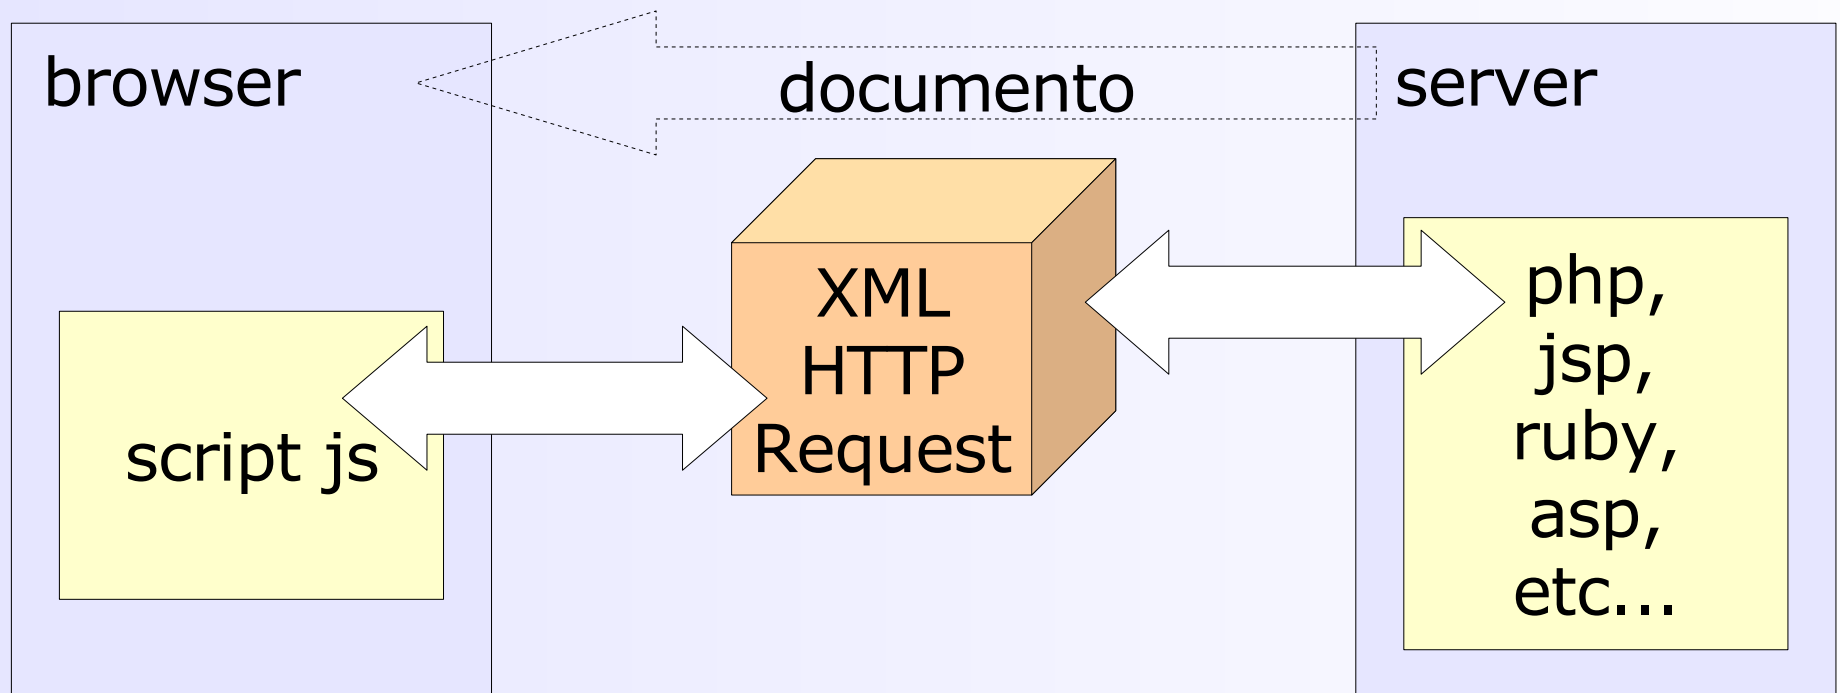 browser
documento
server
XML
HTTP
Request
script js
php,
jsp,
ruby,
asp,
etc...